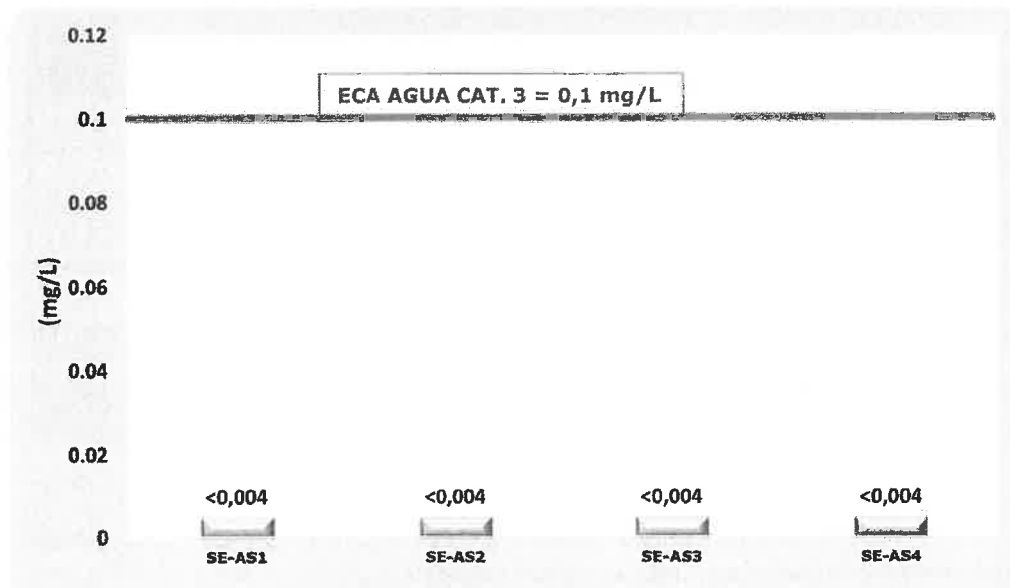 0.12
ECA AGUA CAT. 3 = 0,1 mg/L
0.1
0.08
(mg/L)
0.06
0.04
0.02
<0,004 <0,004 <0,004 <0,004
0
SE-AS1 SE-AS2 SE-AS3 SE-AS4